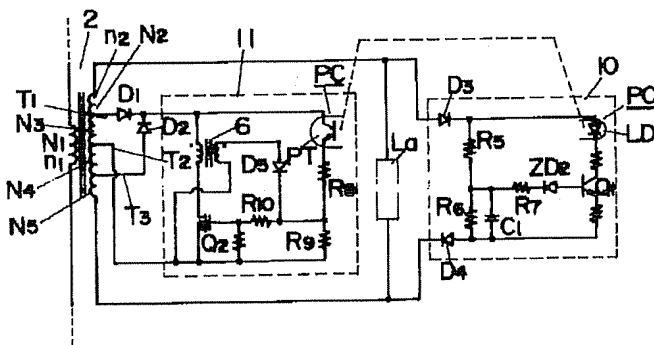 2
n2
N2
11
10
T1
D1
PC
D3
PC
N3
D2
6
La
R5
LD
N1
n1
T2
PT
D5
R8
ZD2
Q1
N4
R10
R6
R7
N5
T3
Q2
R9
C1
D4